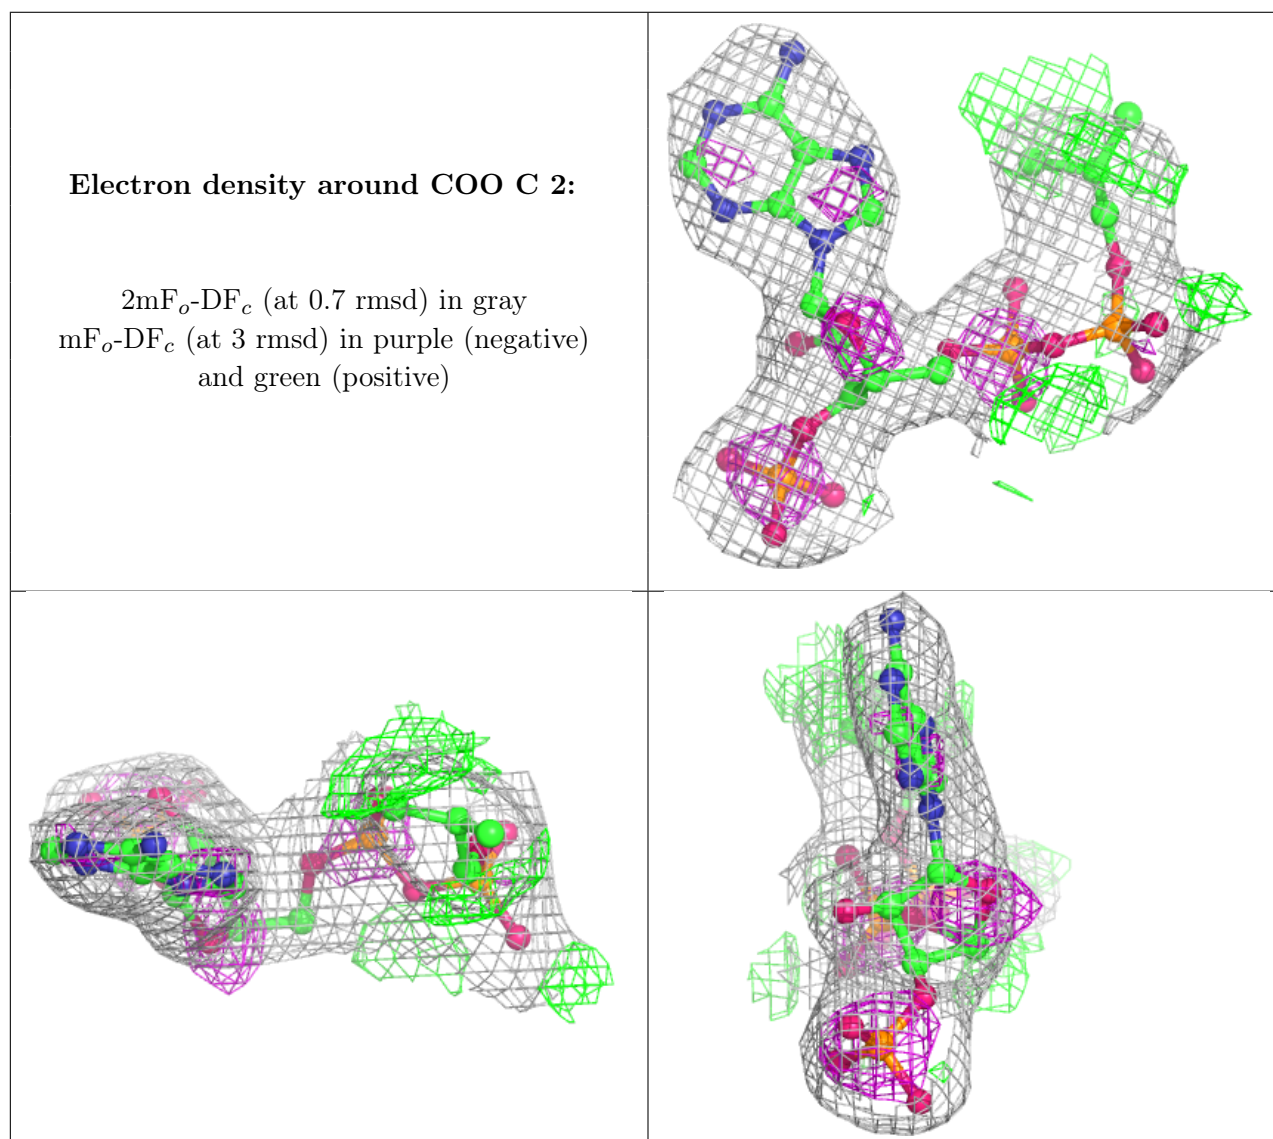 Electron density around COO C 2:
2mFo-DFc (at 0.7 rmsd) in gray
mFo-DFc (at 3 rmsd) in purple (negative)
and green (positive)